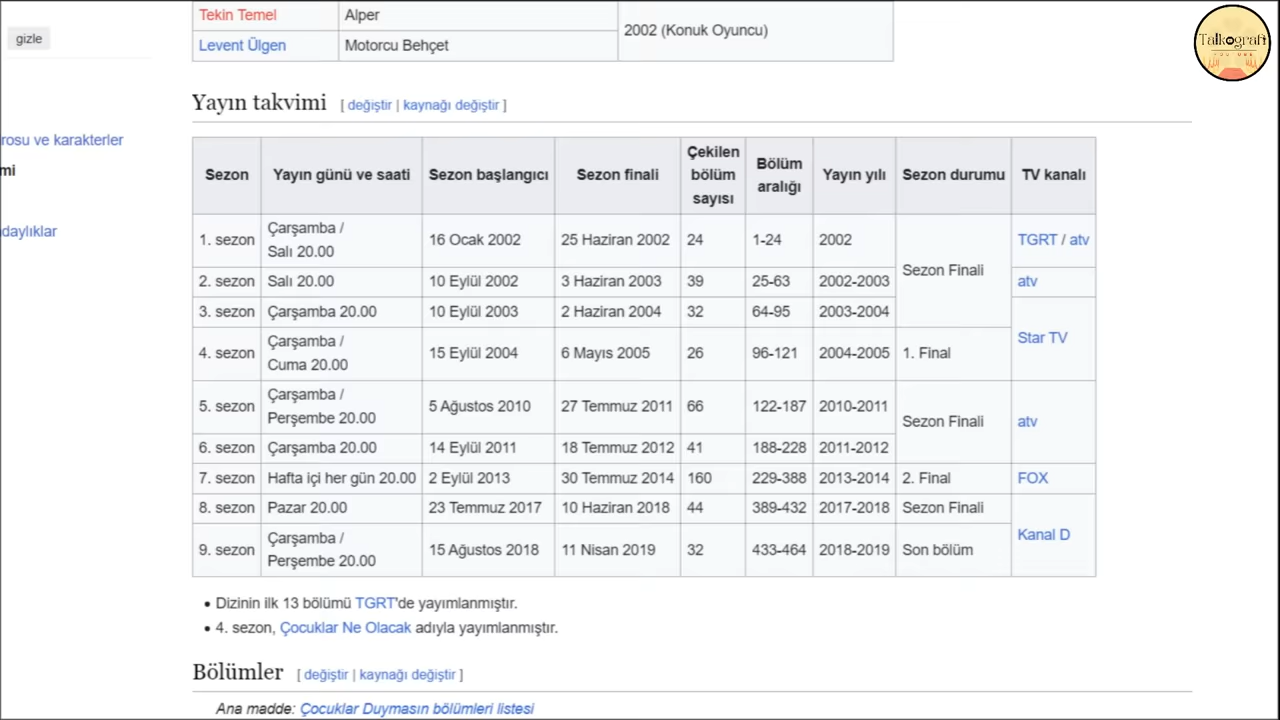 Tekin Temel Alper
2002 (Konuk Oyuncu)
Levent Ülgen Motorcu Behçet
gizle
Talkografi
Yayın takvimi [ değiştir | kaynağı değiştir ]
rosu ve karakterler
mi
daylıklar
Sezon Yayın günü ve saati Sezon başlangıcı Sezon finali Çekilen bölüm sayısı Bölüm aralığı Yayın yılı Sezon durumu TV kanalı
1. sezon Çarşamba / Salı 20.00 16 Ocak 2002 25 Haziran 2002 24 1-24 2002 Sezon Finali TGRT / atv
2. sezon Salı 20.00 10 Eylül 2002 3 Haziran 2003 39 25-63 2002-2003 atv
3. sezon Çarşamba 20.00 10 Eylül 2003 2 Haziran 2004 32 64-95 2003-2004 Star TV
4. sezon Çarşamba / Cuma 20.00 15 Eylül 2004 6 Mayıs 2005 26 96-121 2004-2005 1. Final
5. sezon Çarşamba / Perşembe 20.00 5 Ağustos 2010 27 Temmuz 2011 66 122-187 2010-2011 Sezon Finali atv
6. sezon Çarşamba 20.00 14 Eylül 2011 18 Temmuz 2012 41 188-228 2011-2012
7. sezon Hafta içi her gün 20.00 2 Eylül 2013 30 Temmuz 2014 160 229-388 2013-2014 2. Final FOX
8. sezon Pazar 20.00 23 Temmuz 2017 10 Haziran 2018 44 389-432 2017-2018 Sezon Finali Kanal D
9. sezon Çarşamba / Perşembe 20.00 15 Ağustos 2018 11 Nisan 2019 32 433-464 2018-2019 Son bölüm
• Dizinin ilk 13 bölümü TGRT'de yayımlanmıştır.
• 4. sezon, Çocuklar Ne Olacak adıyla yayımlanmıştır.
Bölümler [ değiştir | kaynağı değiştir ]
Ana madde: Çocuklar Duymasın bölümleri listesi